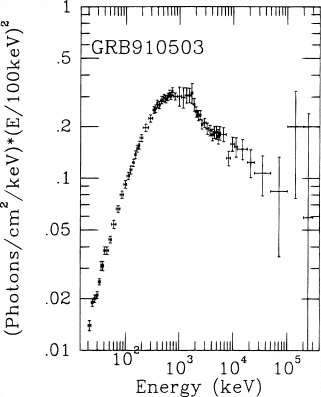 1
.5
GRB910503
.2
.1
.05
.02
.01
10² 10³ 10⁴ 10⁵
Energy (keV)
(Photons/cm²/keV)*(E/100keV)²